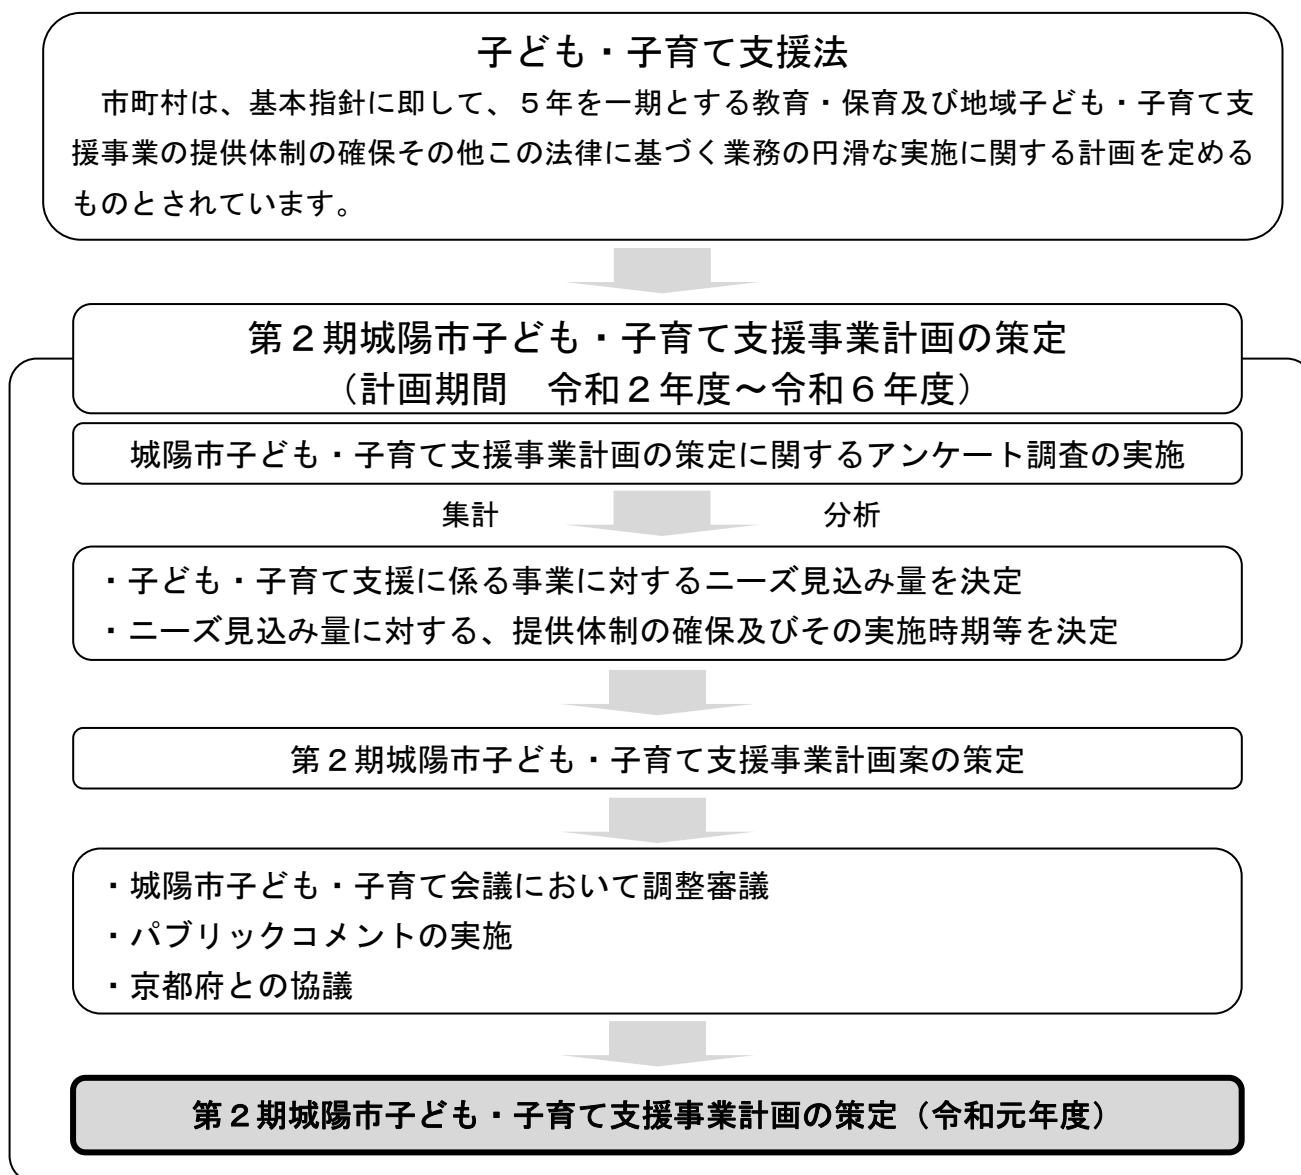 子ども・子育て支援法
市町村は、基本指針に即して、５年を一期とする教育・保育及び地域子ども・子育て支
援事業の提供体制の確保その他この法律に基づく業務の円滑な実施に関する計画を定める
ものとされています。
第２期城陽市子ども・子育て支援事業計画の策定
（計画期間　令和２年度～令和６年度）
城陽市子ども・子育て支援事業計画の策定に関するアンケート調査の実施
集計　分析
・子ども・子育て支援に係る事業に対するニーズ見込み量を決定
・ニーズ見込み量に対する、提供体制の確保及びその実施時期等を決定
第２期城陽市子ども・子育て支援事業計画案の策定
・城陽市子ども・子育て会議において調整審議
・パブリックコメントの実施
・京都府との協議
第２期城陽市子ども・子育て支援事業計画の策定（令和元年度）